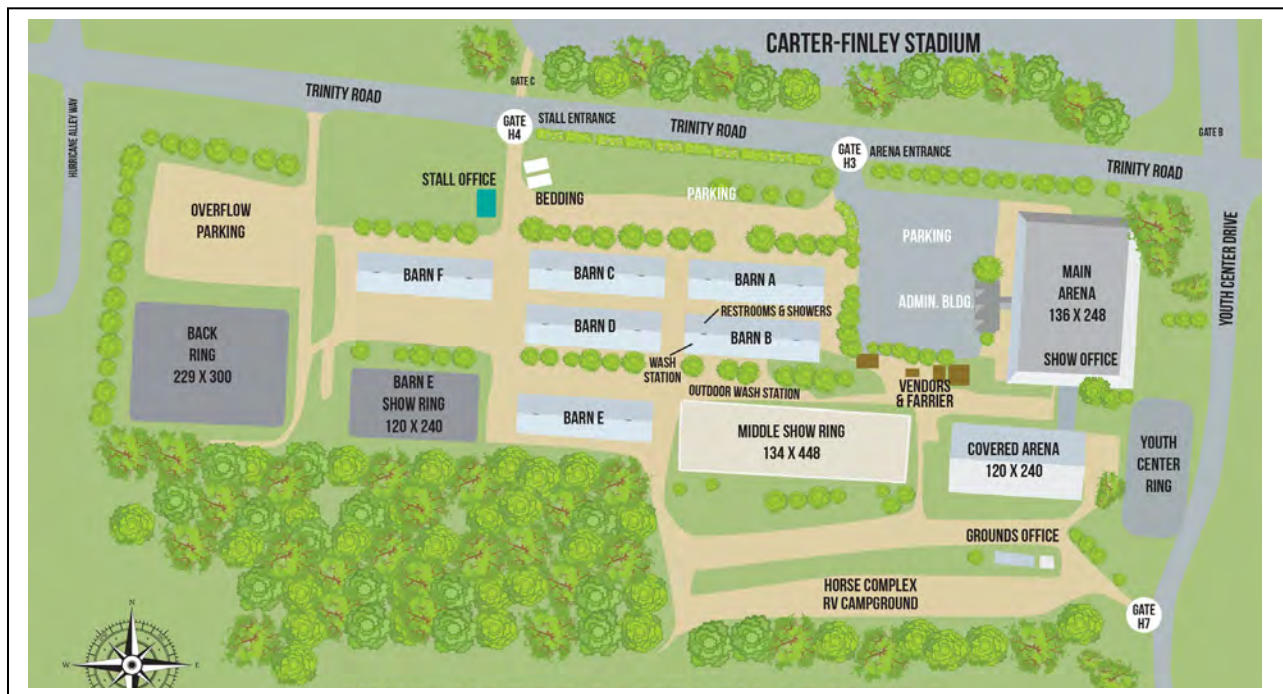 CARTER-FINLEY STADIUM
GATE C
TRINITY ROAD
GATE
H4
STALL ENTRANCE
TRINITY ROAD
GATE
H3
ARENA ENTRANCE
GATE B
TRINITY ROAD
HURRICANE ALLEY WAY
STALL OFFICE
BEDDING
PARKING
OVERFLOW
PARKING
PARKING
YOUTH CENTER DRIVE
BARN F
BARN C
BARN A
ADMIN. BLDG.
MAIN
ARENA
136 X 248
SHOW OFFICE
RESTROOMS & SHOWERS
BARN D
BARN B
BACK
RING
229 X 300
WASH
STATION
BARN E
SHOW RING
120 X 240
OUTDOOR WASH STATION
VENDORS
& FARRIER
BARN E
MIDDLE SHOW RING
134 X 448
COVERED ARENA
120 X 240
YOUTH
CENTER
RING
GROUNDS OFFICE
HORSE COMPLEX
RV CAMPGROUND
GATE
H7
N
W
E